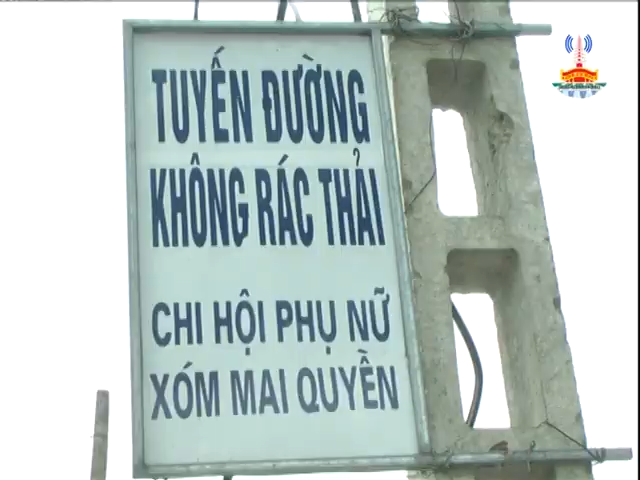 TUYẾN ĐƯỜNG
KHÔNG RÁC THẢI
CHI HỘI PHỤ NỮ
XÓM MAI QUYỀN